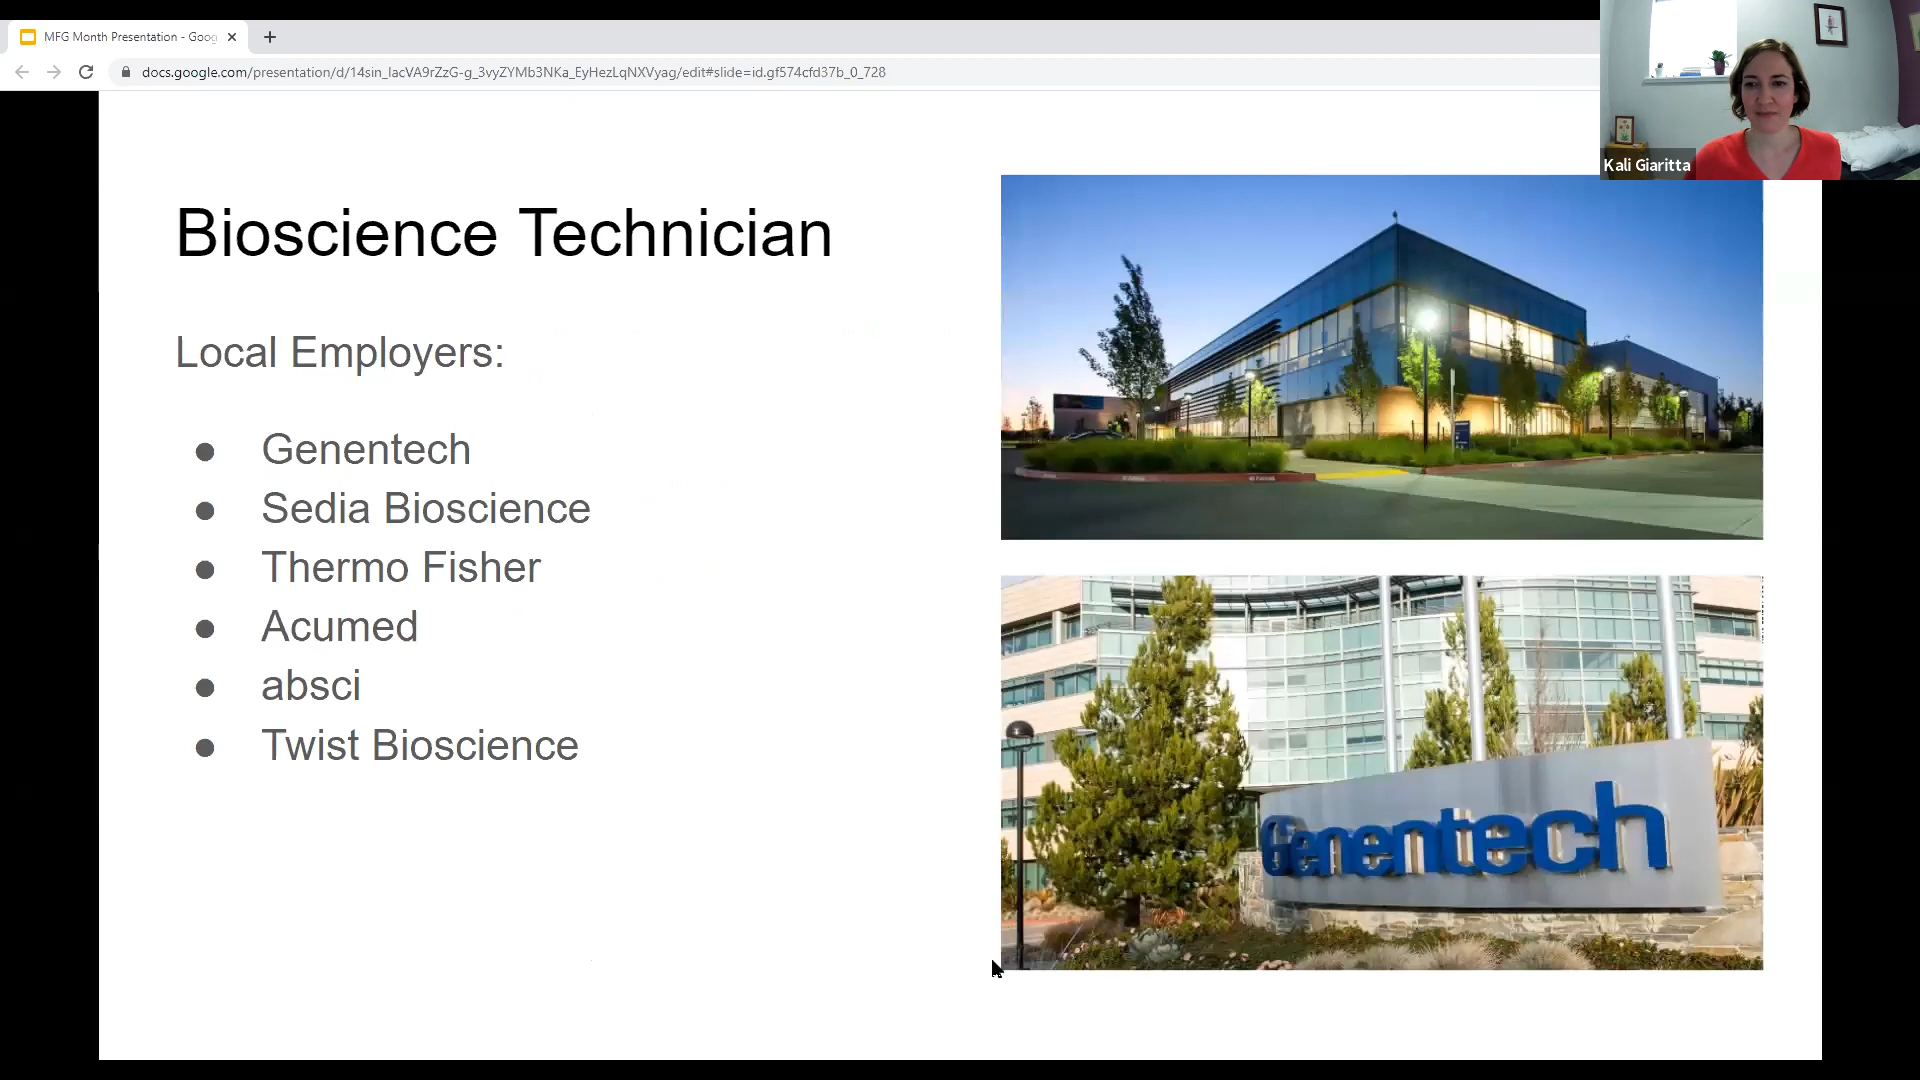 MFG Month Presentation - Goog
docs.google.com/presentation/d/14sin_lacVA9rZzG-g_3vyZYMb3NKa_EyHezLqNXVyag/edit#slide=id.gf574cfd37b_0_728
Kali Giaritta
Bioscience Technician
Local Employers:
● Genentech
● Sedia Bioscience
● Thermo Fisher
● Acumed
● absci
● Twist Bioscience
Genentech